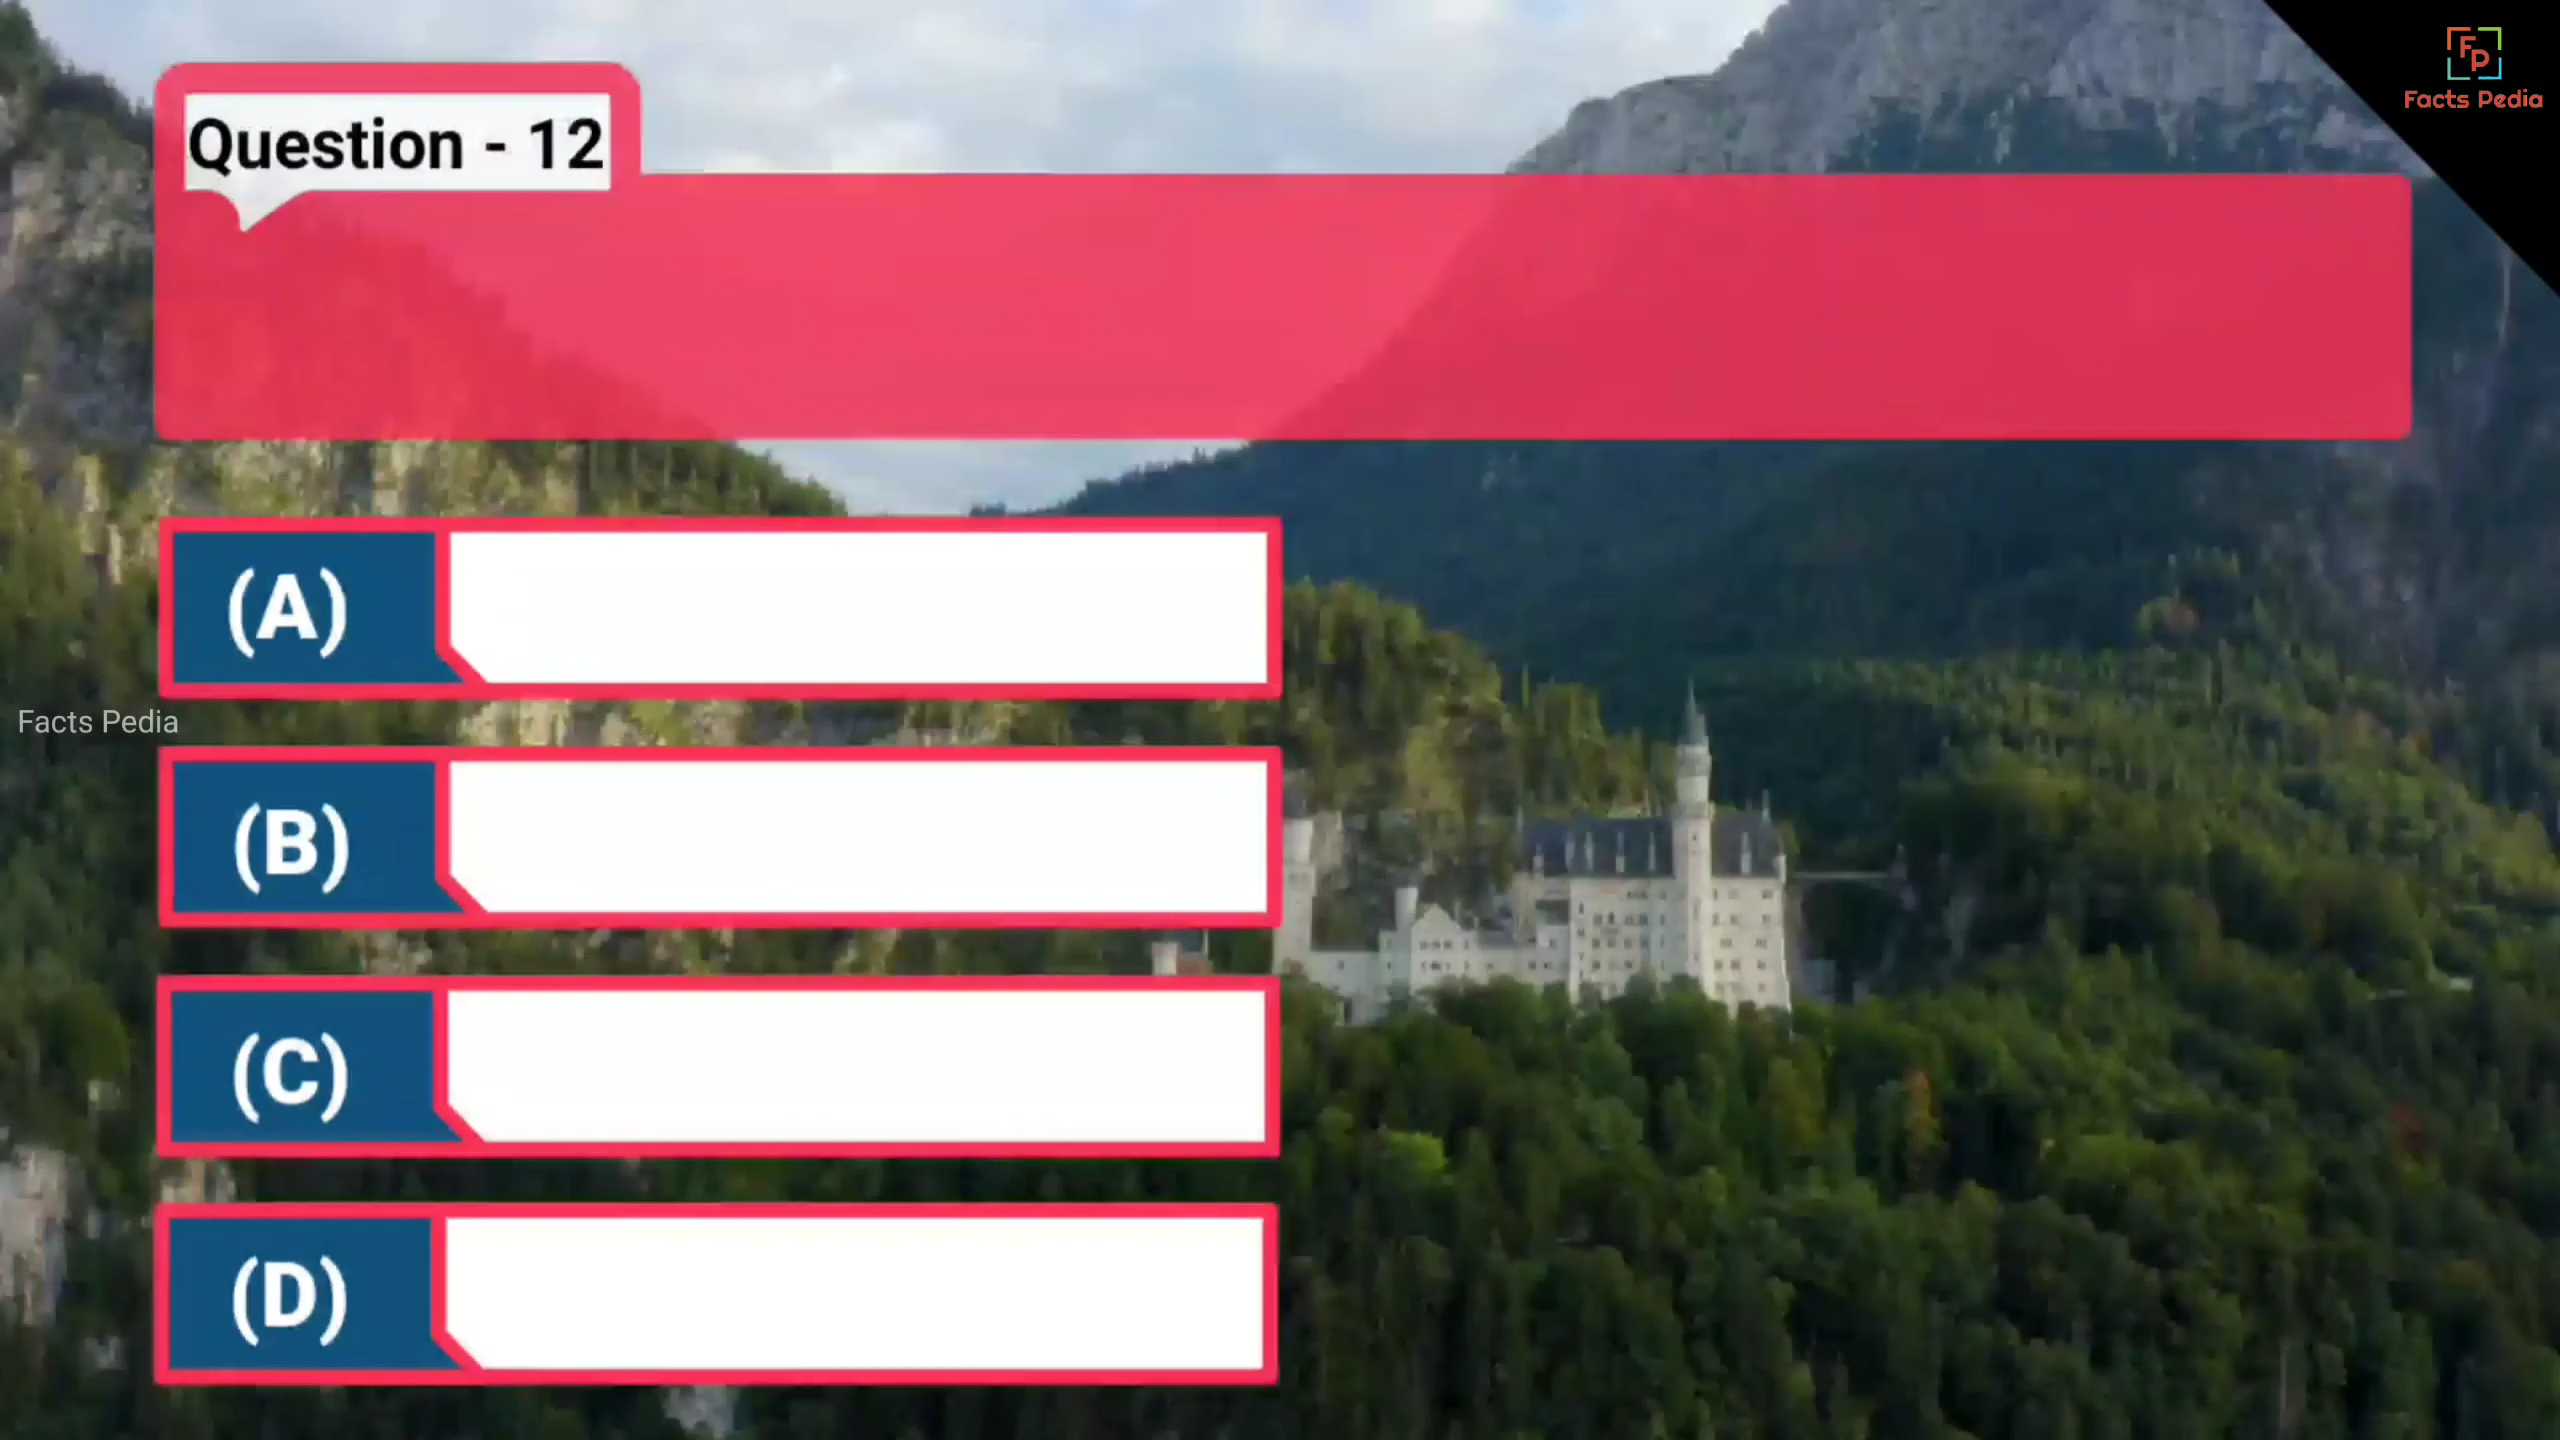 FP
Facts Pedia
Question - 12
(A)
Facts Pedia
(B)
(C)
(D)